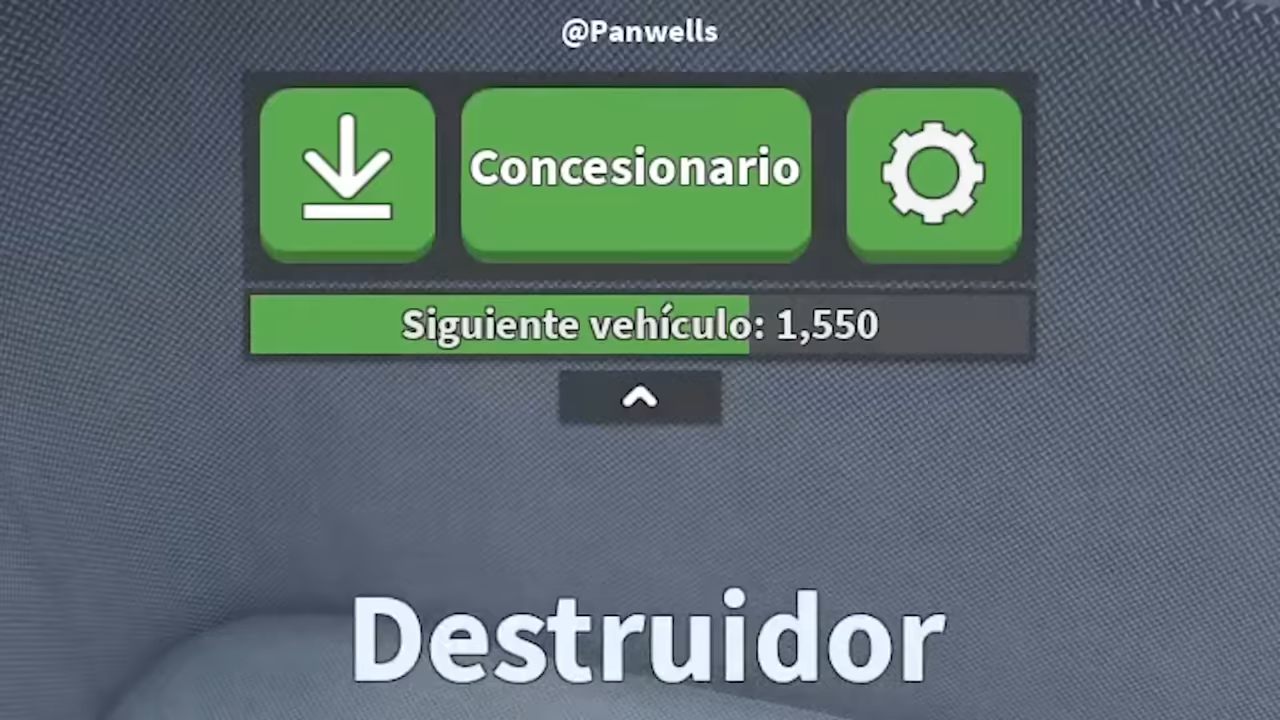 @Panwells
Concesionario
Siguiente vehículo: 1,550
Destruidor